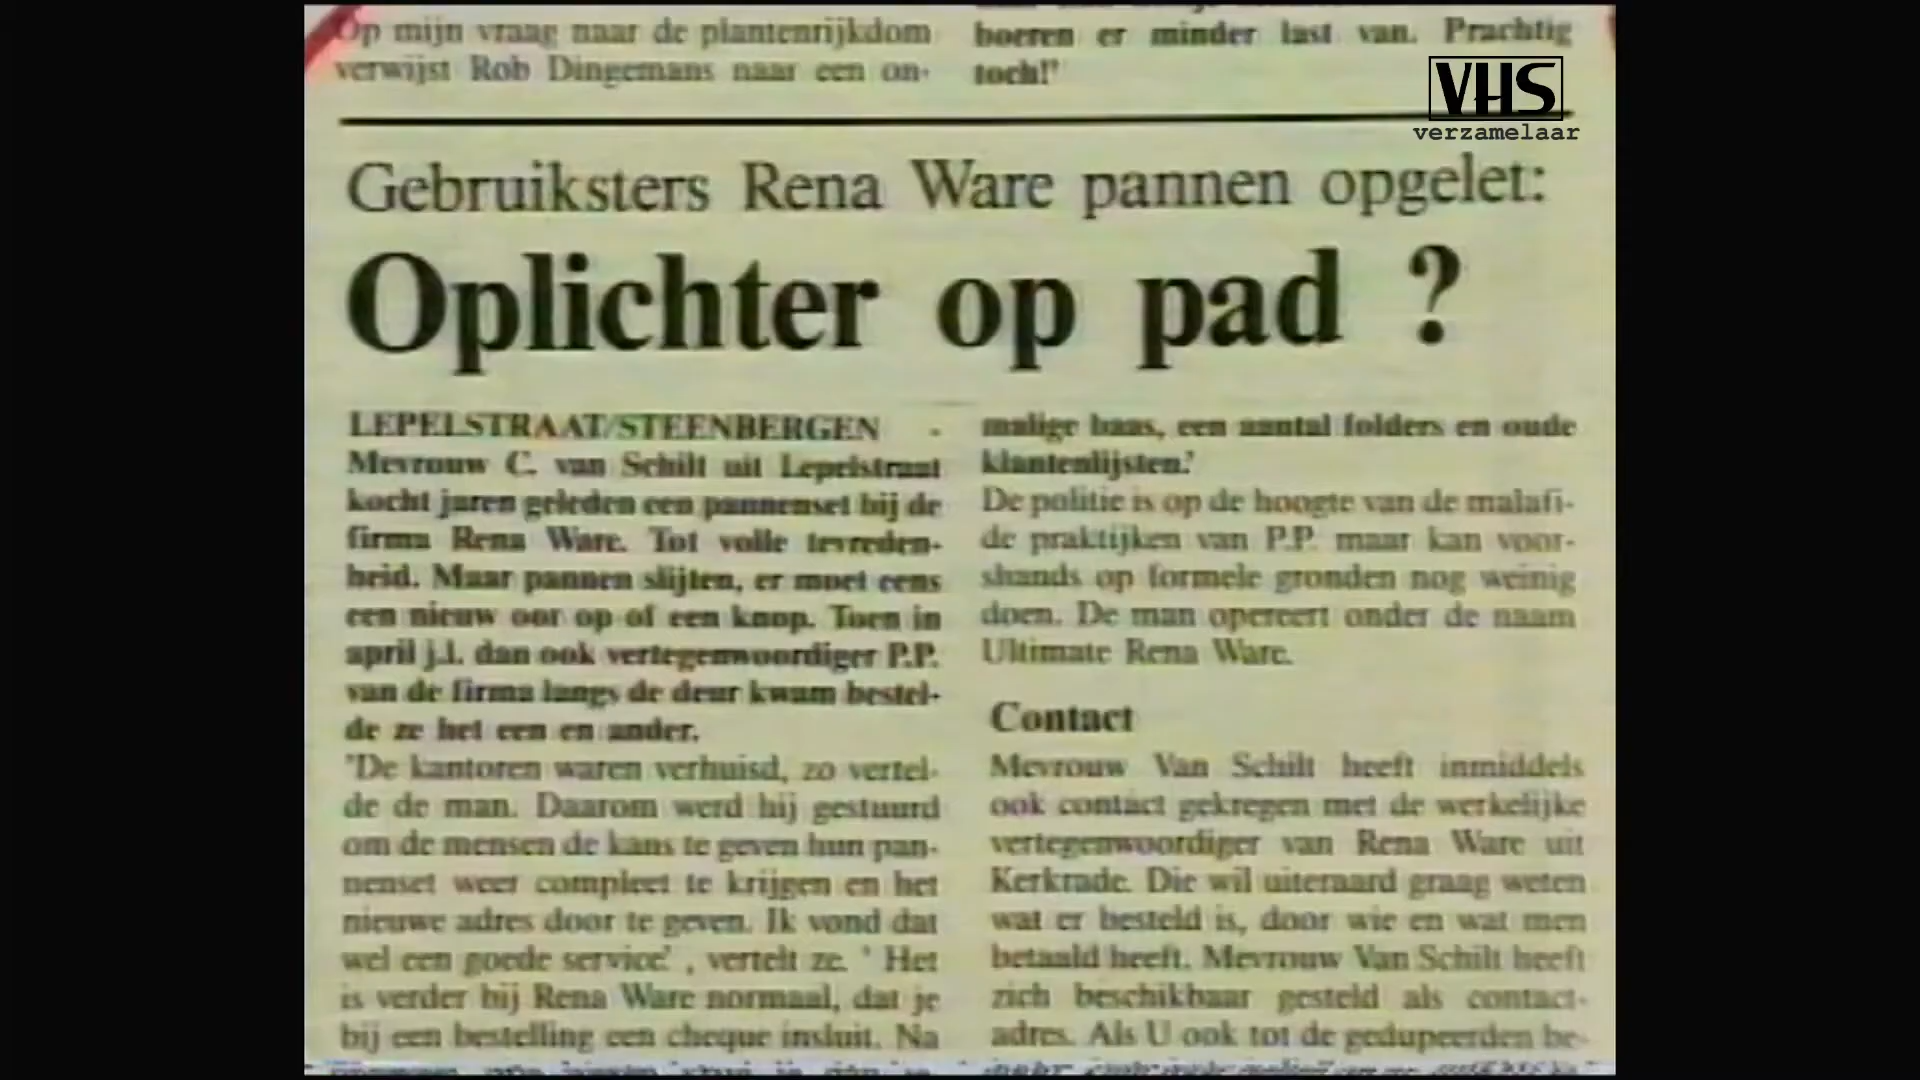 Op mijn vraag naar de plantenrijkdom
verwijst Rob Dingemans naar een on-
boeren er minder last van. Prachtig
toch!'
VHS
verzamelaar
Gebruiksters Rena Ware pannen opgelet:
Oplichter op pad ?
LEPELSTRAAT/STEENBERGEN -
Mevrouw C. van Schilt uit Lepelstraat
kocht jaren geleden een pannenset bij de
firma Rena Ware. Tot volle tevreden-
heid. Maar pannen slijten, er moet eens
een nieuw oor op of een knop. Toen in
april j.l. dan ook vertegenwoordiger P.P.
van de firma langs de deur kwam bestel-
de ze het een en ander.
'De kantoren waren verhuisd, zo vertel-
de de man. Daarom werd hij gestuurd
om de mensen de kans te geven hun pan-
nenset weer compleet te krijgen en het
nieuwe adres door te geven. Ik vond dat
wel een goede service' , vertelt ze. ' Het
is verder bij Rena Ware normaal, dat je
bij een bestelling een cheque insluit. Na
malige baas, een aantal folders en oude
klantenlijsten.'
De politie is op de hoogte van de malafi-
de praktijken van P.P. maar kan voor-
shands op formele gronden nog weinig
doen. De man opereert onder de naam
Ultimate Rena Ware.
Contact
Mevrouw Van Schilt heeft inmiddels
ook contact gekregen met de werkelijke
vertegenwoordiger van Rena Ware uit
Kerkrade. Die wil uiteraard graag weten
wat er besteld is, door wie en wat men
betaald heeft. Mevrouw Van Schilt heeft
zich beschikbaar gesteld als contact-
adres. Als U ook tot de gedupeerden be-